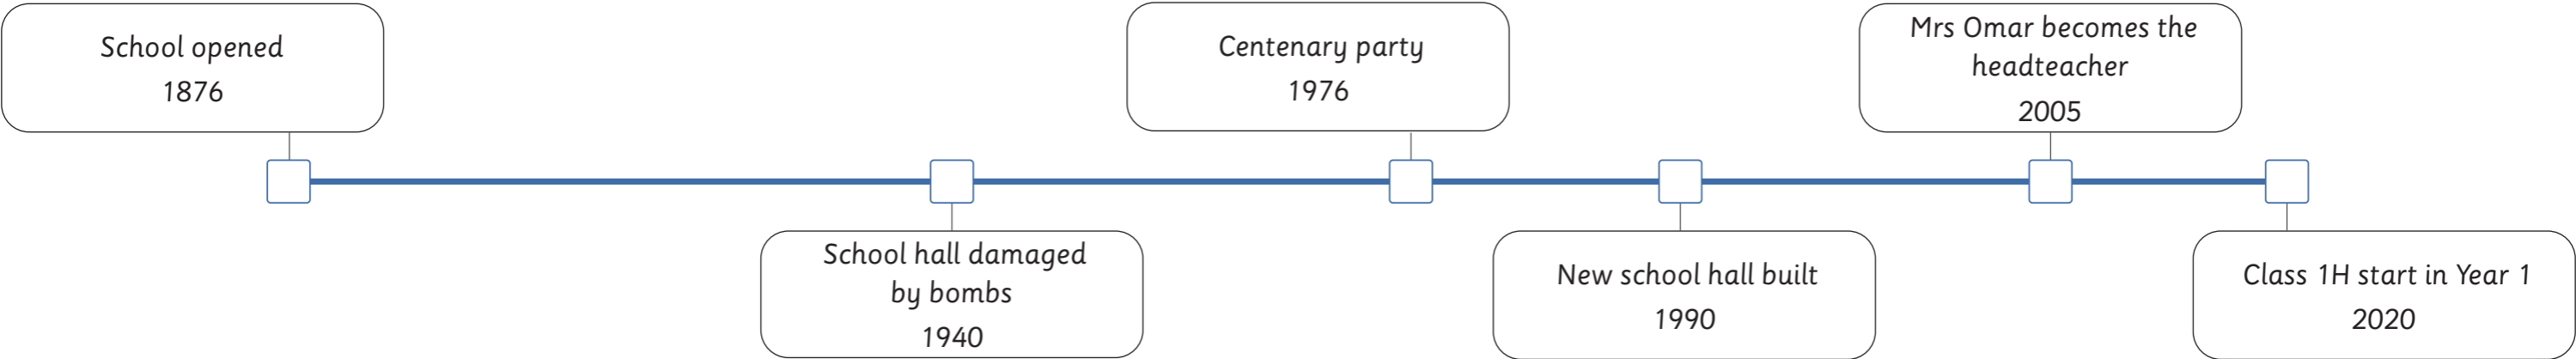 School opened
1876
School hall damaged
by bombs
1940
Centenary party
1976
New school hall built
1990
Mrs Omar becomes the
headteacher
2005
Class 1H start in Year 1
2020